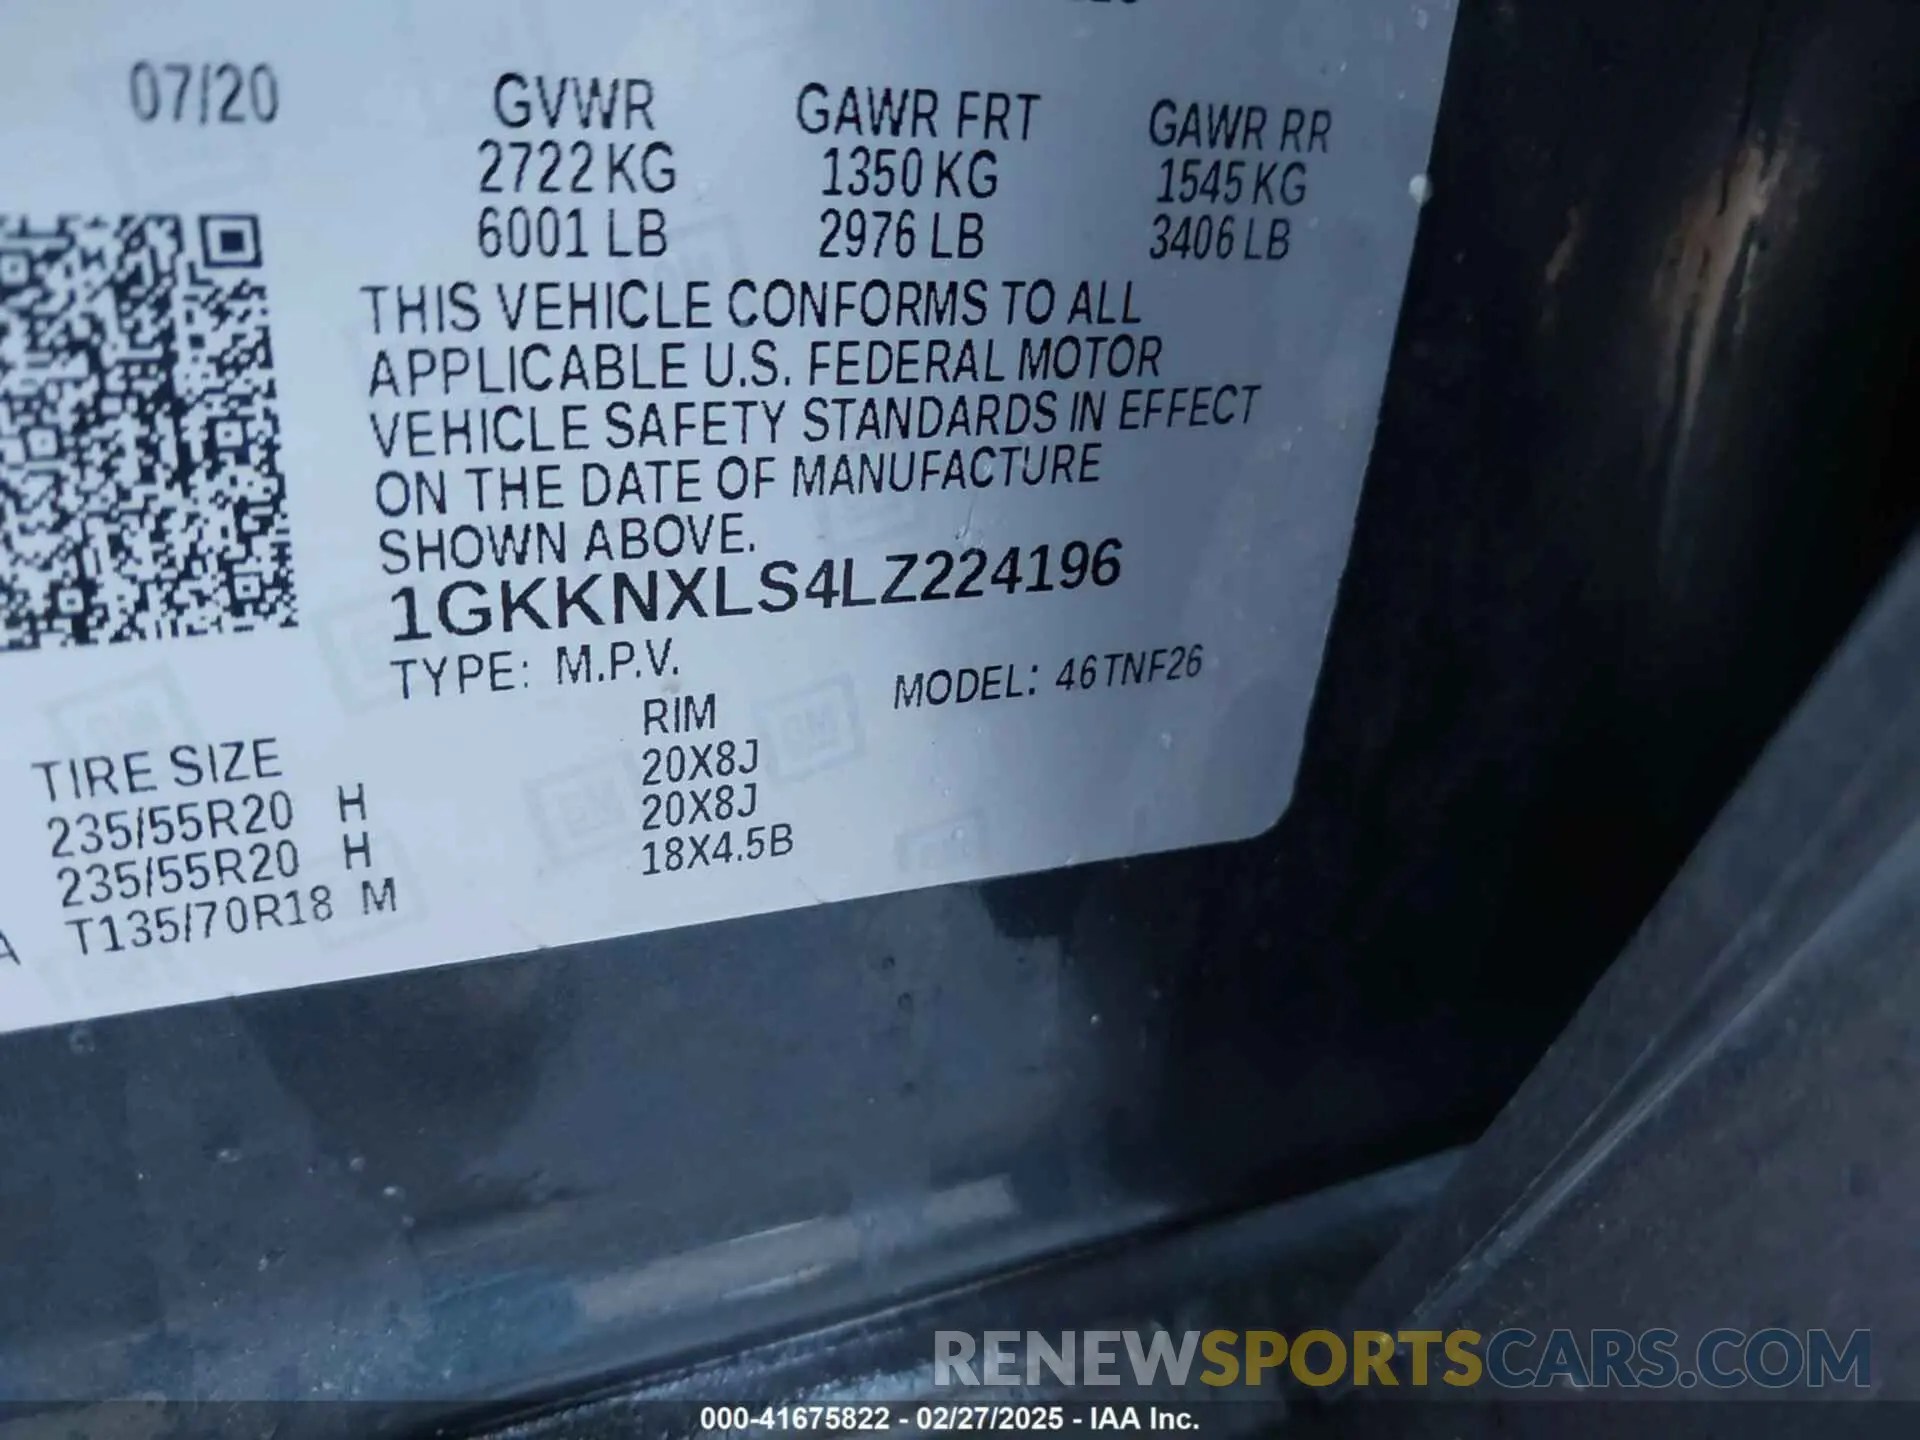 07/20 GVWR GAWR FRT GAWR RR
2722 KG 1350 KG 1545 KG
6001 LB 2976 LB 3406 LB
THIS VEHICLE CONFORMS TO ALL
APPLICABLE U.S. FEDERAL MOTOR
VEHICLE SAFETY STANDARDS IN EFFECT
ON THE DATE OF MANUFACTURE
SHOWN ABOVE.
1GKKNXLS4LZ224196
TYPE: M.P.V. MODEL: 46TNF26
TIRE SIZE RIM
235/55R20 H 20X8J
235/55R20 H 20X8J
T135/70R18 M 18X4.5B
GM
RENEWSPORTSCARS.COM
000-41675822 - 02/27/2025 - IAA Inc.